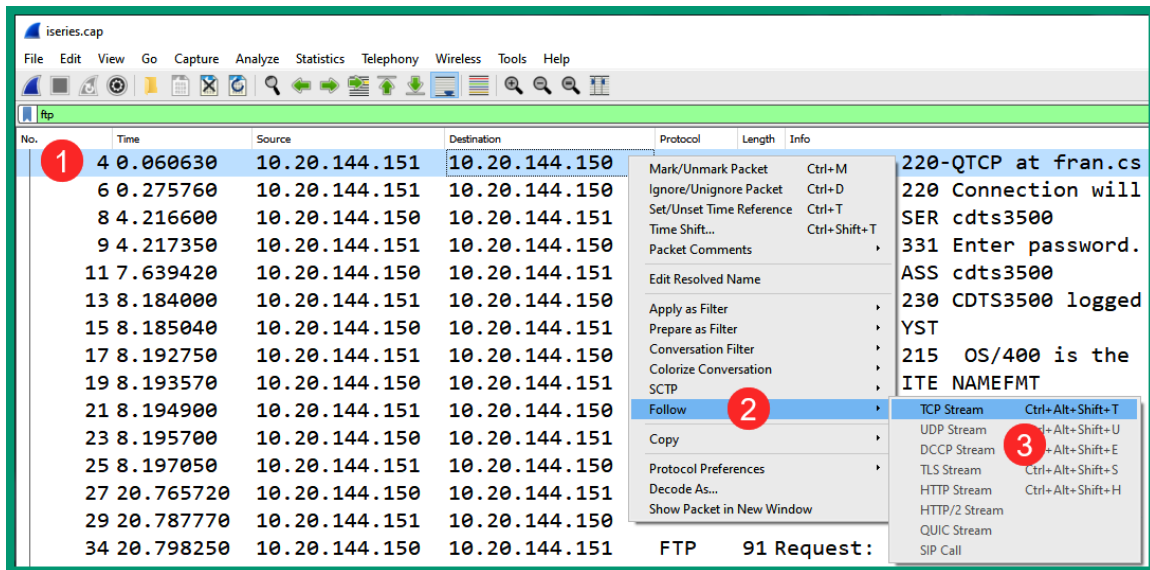 iseries.cap
File Edit View Go Capture Analyze Statistics Telephony Wireless Tools Help
ftp
No. Time Source Destination Protocol Length Info
1
4 0.060630 10.20.144.151 10.20.144.150 220-QTCP at fran.cs
6 0.275760 10.20.144.151 10.20.144.150 220 Connection will
8 4.216600 10.20.144.150 10.20.144.151 SER cdts3500
9 4.217350 10.20.144.151 10.20.144.150 331 Enter password.
11 7.639420 10.20.144.150 10.20.144.151 ASS cdts3500
13 8.184000 10.20.144.151 10.20.144.150 230 CDTS3500 logged
15 8.185040 10.20.144.150 10.20.144.151 YST
17 8.192750 10.20.144.151 10.20.144.150 215 OS/400 is the
19 8.193570 10.20.144.150 10.20.144.151 ITE NAMEFMT
21 8.194900 10.20.144.151 10.20.144.150
23 8.195700 10.20.144.150 10.20.144.151
25 8.197050 10.20.144.151 10.20.144.150
27 20.765720 10.20.144.150 10.20.144.151
29 20.787770 10.20.144.151 10.20.144.150
34 20.798250 10.20.144.150 10.20.144.151 FTP 91 Request:
Mark/Unmark Packet Ctrl+M
Ignore/Unignore Packet Ctrl+D
Set/Unset Time Reference Ctrl+T
Time Shift... Ctrl+Shift+T
Packet Comments
Edit Resolved Name
Apply as Filter
Prepare as Filter
Conversation Filter
Colorize Conversation
SCTP
Follow 2
Copy
Protocol Preferences
Decode As...
Show Packet in New Window
TCP Stream Ctrl+Alt+Shift+T
UDP Stream Ctrl+Alt+Shift+U
DCCP Stream 3 +Alt+Shift+E
TLS Stream Ctrl+Alt+Shift+S
HTTP Stream Ctrl+Alt+Shift+H
HTTP/2 Stream
QUIC Stream
SIP Call